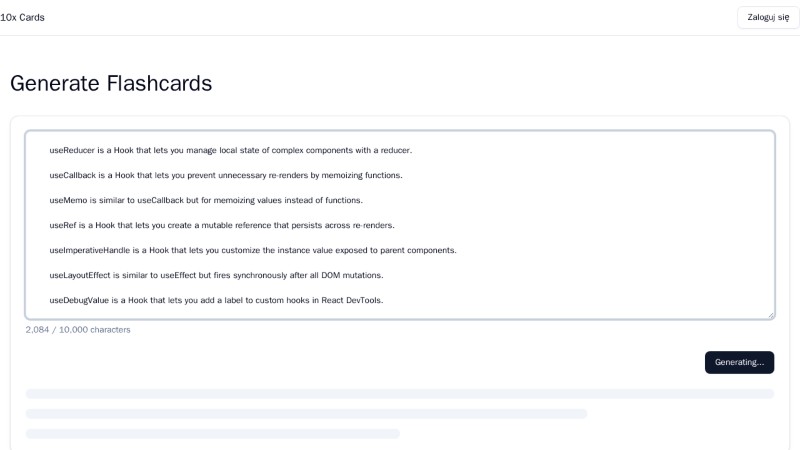 10x Cards
Zaloguj się
Generate Flashcards
useReducer is a Hook that lets you manage local state of complex components with a reducer.
useCallback is a Hook that lets you prevent unnecessary re-renders by memoizing functions.
useMemo is similar to useCallback but for memoizing values instead of functions.
useRef is a Hook that lets you create a mutable reference that persists across re-renders.
useImperativeHandle is a Hook that lets you customize the instance value exposed to parent components.
useLayoutEffect is similar to useEffect but fires synchronously after all DOM mutations.
useDebugValue is a Hook that lets you add a label to custom hooks in React DevTools.
2,084 / 10,000 characters
Generating...